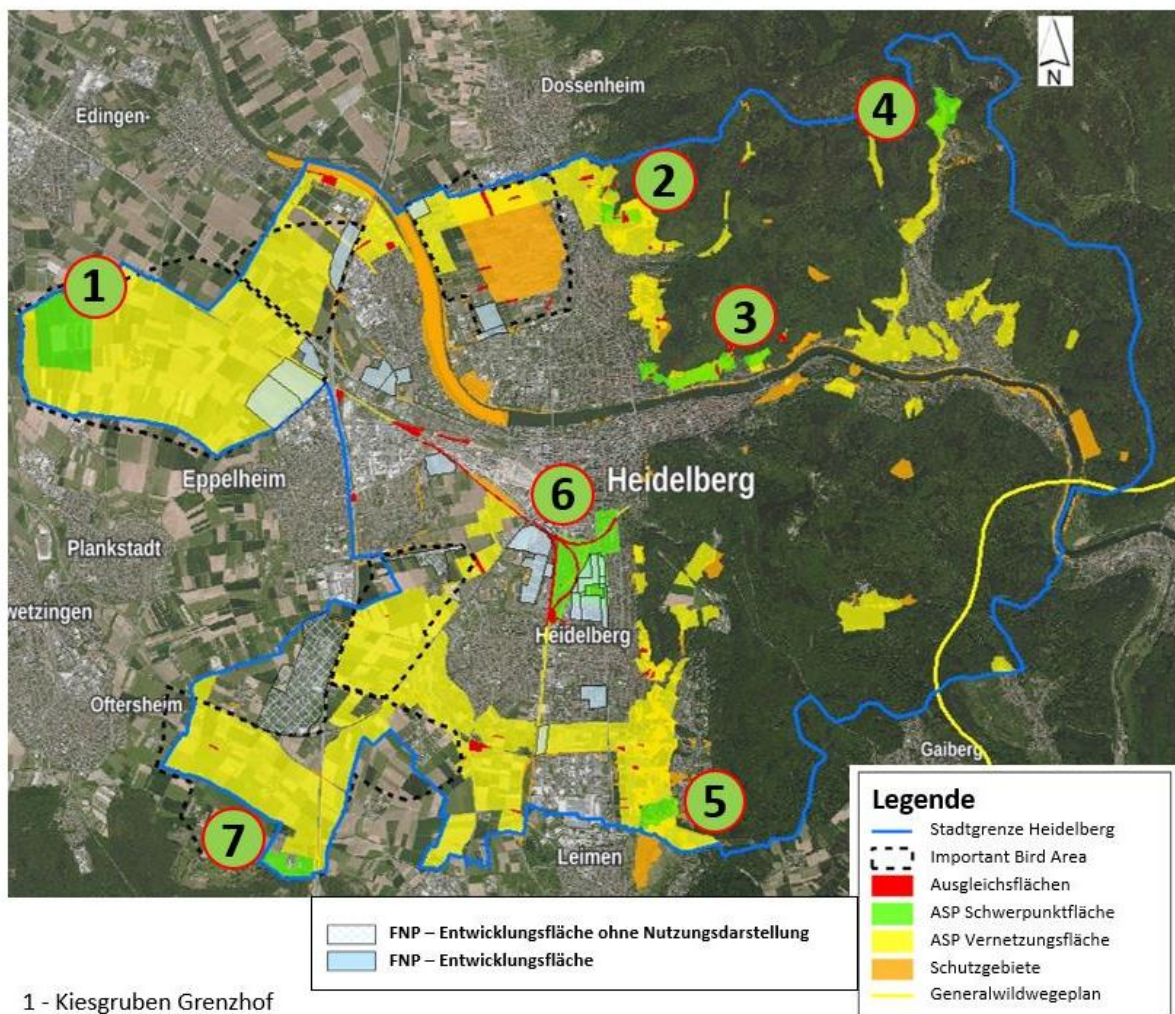 Dossenheim
N
Edingen-
4
2
1
3
Eppelheim
6
Heidelberg
Plankstadt
wetzingen
Heidelberg
Oftersheim
Gaiberg
5
7
Leimen
Legende
Stadtgrenze Heidelberg
Important Bird Area
Ausgleichsflächen
ASP Schwerpunktfläche
ASP Vernetzungsfläche
Schutzgebiete
Generalwildwegeplan
FNP – Entwicklungsfläche ohne Nutzungsdarstellung
FNP – Entwicklungsfläche
1 - Kiesgruben Grenzhof